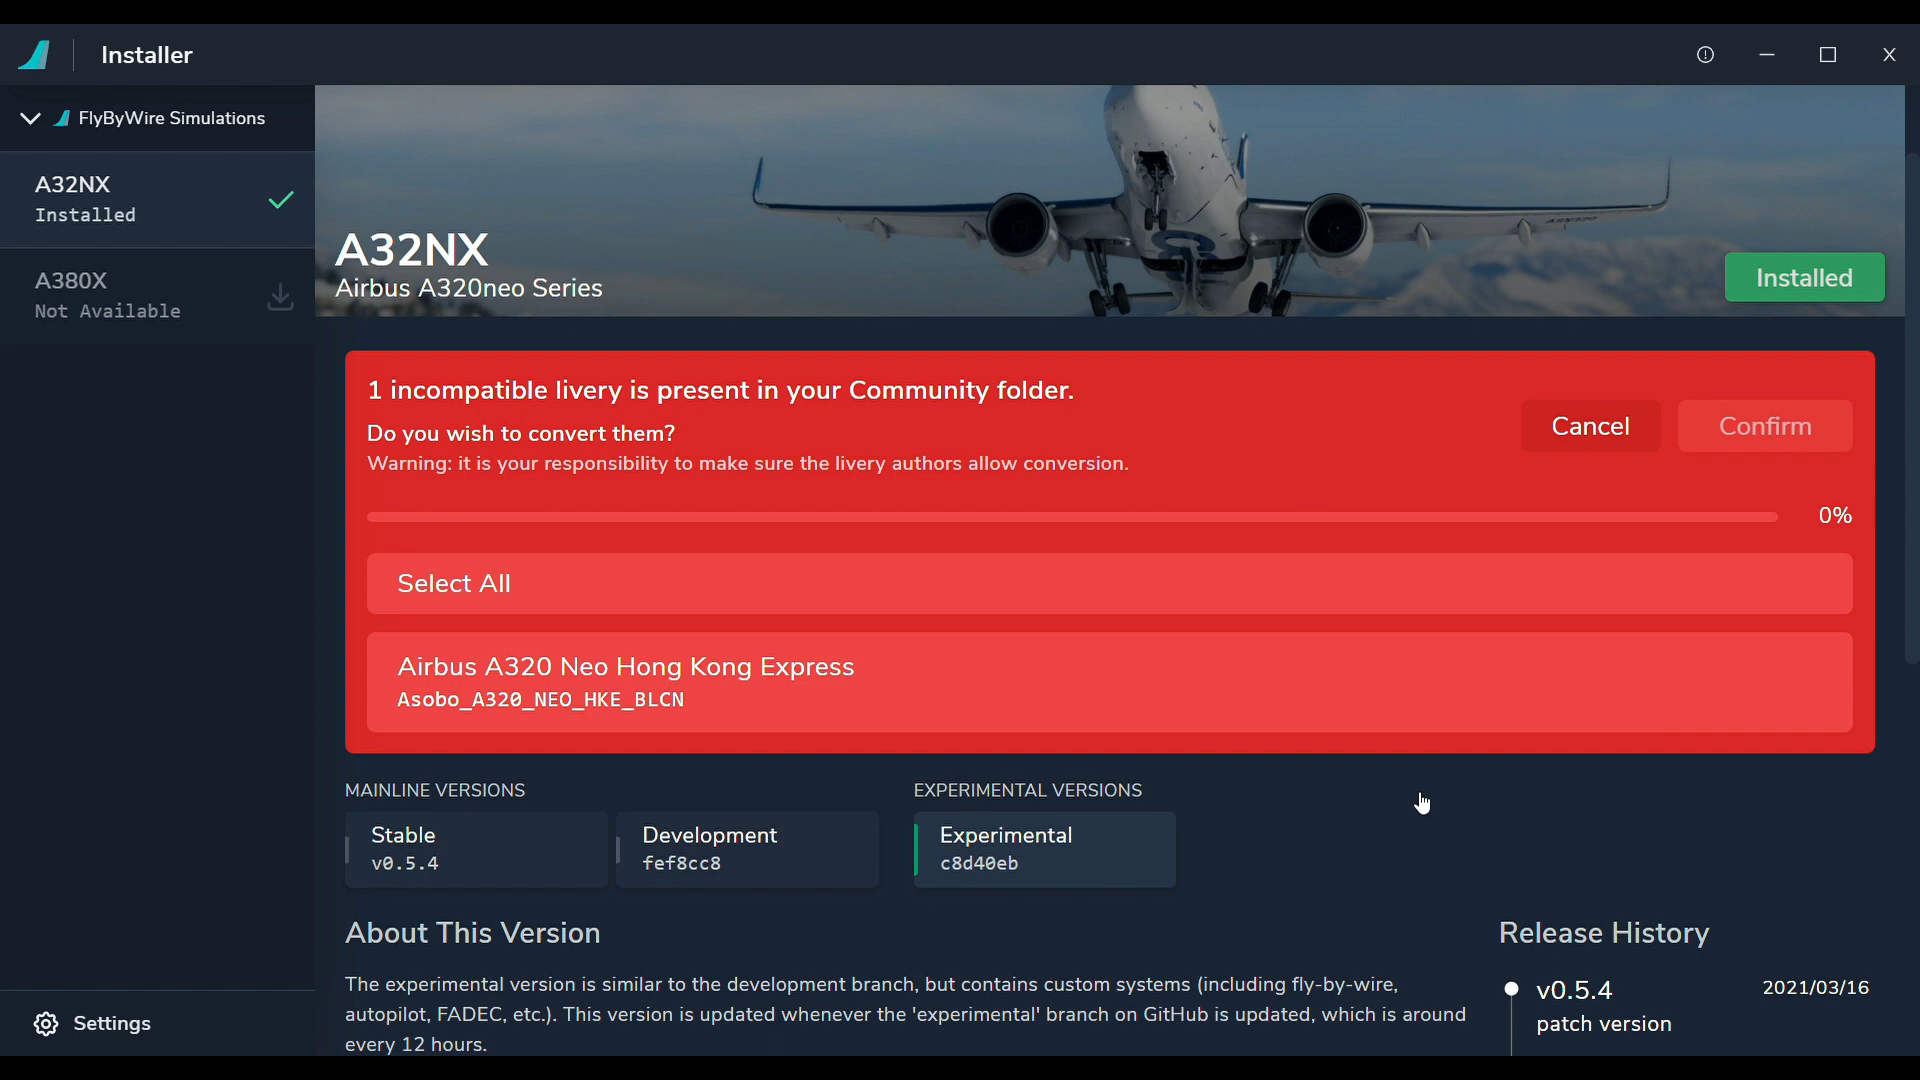 Installer
FlyByWire Simulations
A32NX
Installed
A380X
Not Available
Settings
A32NX
Airbus A320neo Series
Installed
1 incompatible livery is present in your Community folder.
Do you wish to convert them?
Warning: it is your responsibility to make sure the livery authors allow conversion.
Cancel
Confirm
0%
Select All
Airbus A320 Neo Hong Kong Express
Asobo_A320_NEO_HKE_BLCN
MAINLINE VERSIONS
Stable
v0.5.4
Development
fef8cc8
EXPERIMENTAL VERSIONS
Experimental
c8d40eb
About This Version
The experimental version is similar to the development branch, but contains custom systems (including fly-by-wire,
autopilot, FADEC, etc.). This version is updated whenever the 'experimental' branch on GitHub is updated, which is around
every 12 hours.
Release History
v0.5.4
2021/03/16
patch version